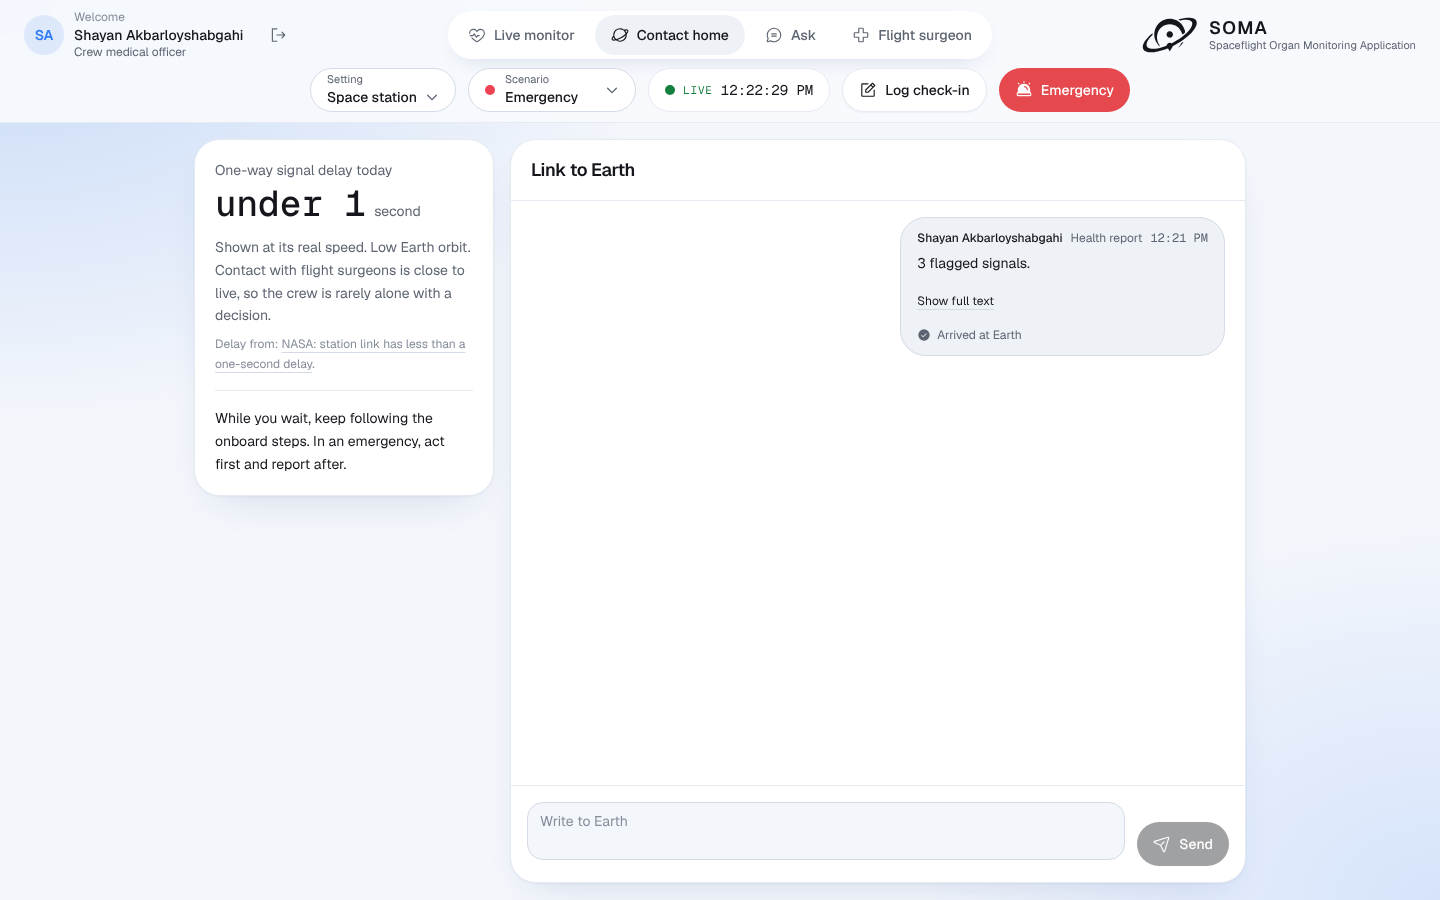 SA
Welcome
Shayan Akbarloyshabgahi
Crew medical officer
Live monitor
Contact home
Ask
Flight surgeon
SOMA
Spaceflight Organ Monitoring Application
Setting
Space station
Scenario
Emergency
LIVE 12:22:29 PM
Log check-in
Emergency
One-way signal delay today
under 1 second
Shown at its real speed. Low Earth orbit.
Contact with flight surgeons is close to
live, so the crew is rarely alone with a
decision.
Delay from: NASA: station link has less than a
one-second delay.
While you wait, keep following the
onboard steps. In an emergency, act
first and report after.
Link to Earth
Shayan Akbarloyshabgahi Health report 12:21 PM
3 flagged signals.
Show full text
Arrived at Earth
Write to Earth
Send